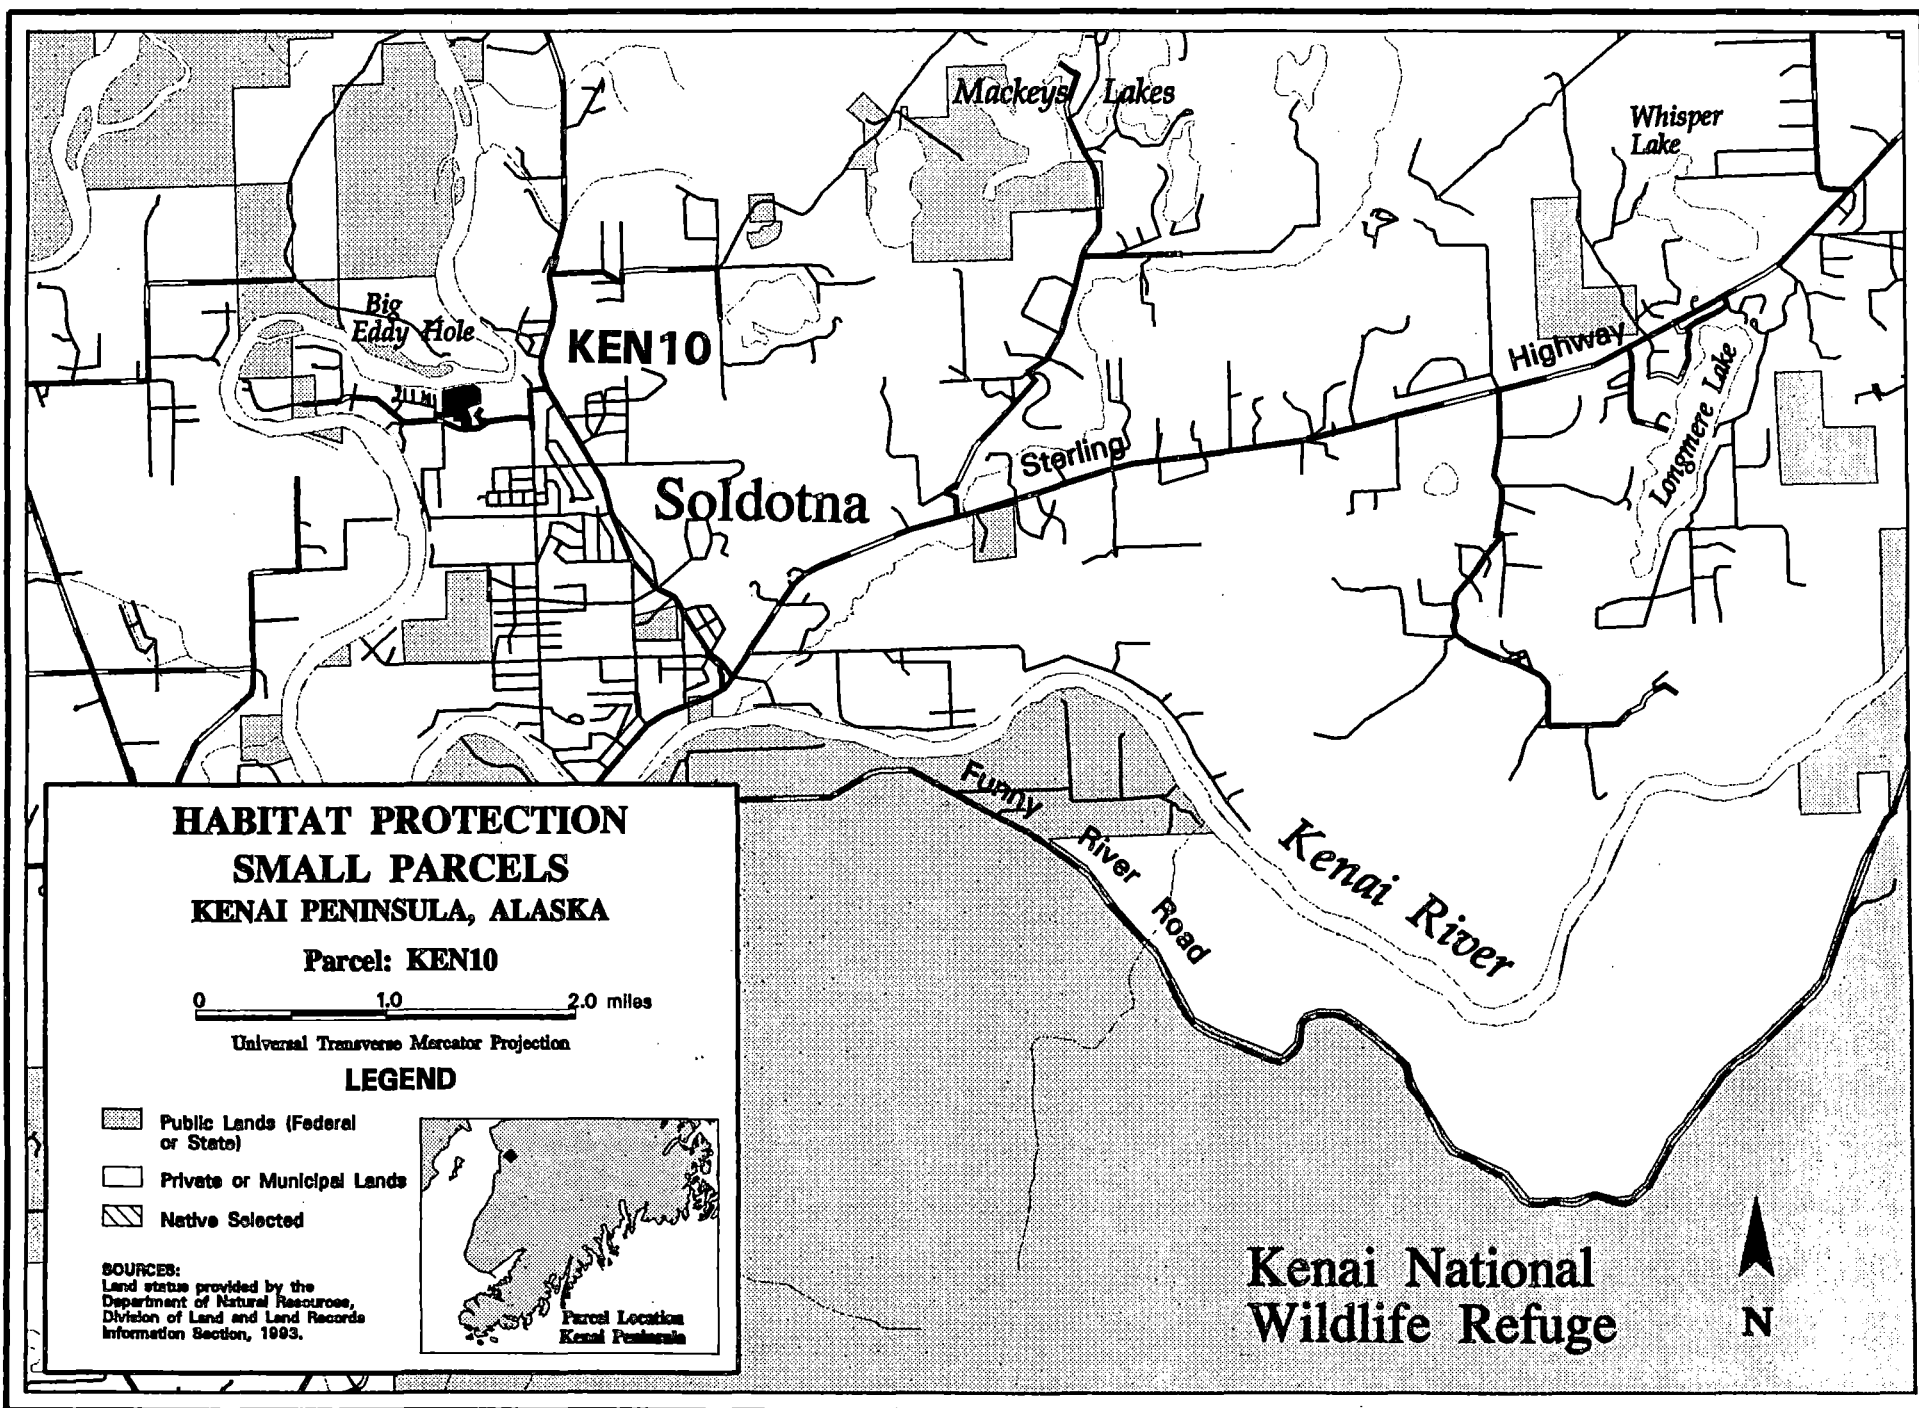 Mackeys Lakes
Whisper
Lake
Big
Eddy Hole
KEN10
Highway
Longmere Lake
Sterling
Soldotna
Funny
River
Road
Kenai River
HABITAT PROTECTION
SMALL PARCELS
KENAI PENINSULA, ALASKA
Parcel: KEN10
0 1.0 2.0 miles
Universal Transverse Mercator Projection
LEGEND
Public Lands (Federal
or State)
Private or Municipal Lands
Native Selected
SOURCES:
Land status provided by the
Department of Natural Resources,
Division of Land and Land Records
Information Section, 1993.
Parcel Location
Kenai Peninsula
Kenai National
Wildlife Refuge
N